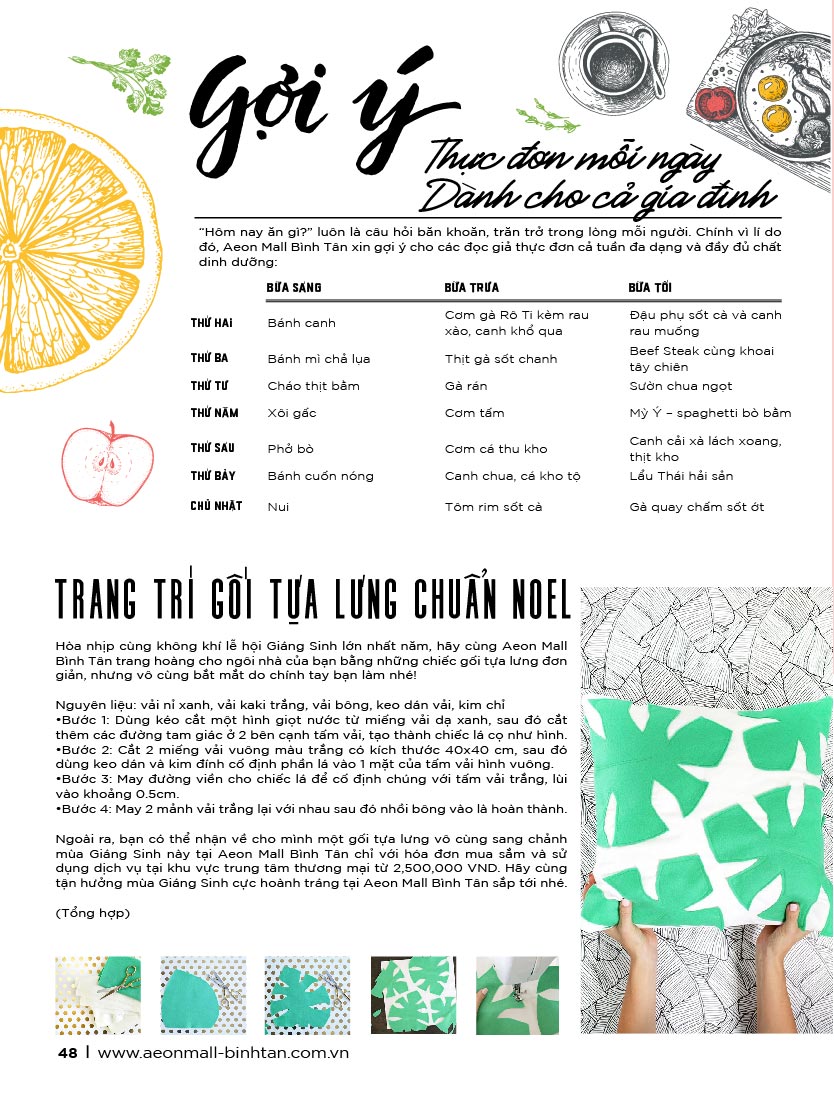 Gợi ý
Thực đơn mỗi ngày
Dành cho cả gia đình
"Hôm nay ăn gì?" luôn là câu hỏi băn khoăn, trăn trở trong lòng mỗi người. Chính vì lí do
đó, Aeon Mall Bình Tân xin gợi ý cho các đọc giả thực đơn cả tuần đa dạng và đầy đủ chất
dinh dưỡng:
BỮA SÁNG BỮA TRƯA BỮA TỐI
THỨ HAI Bánh canh Cơm gà Rô Ti kèm rau Đậu phụ sốt cà và canh
xào, canh khổ qua rau muống
THỨ BA Bánh mì chả lụa Thịt gà sốt chanh Beef Steak cùng khoai
tây chiên
THỨ TƯ Cháo thịt bằm Gà rán Sườn chua ngọt
THỨ NĂM Xôi gấc Cơm tấm Mỳ Ý – spaghetti bò bằm
THỨ SÁU Phở bò Cơm cá thu kho Canh cải xà lách xoang,
thịt kho
THỨ BẢY Bánh cuốn nóng Canh chua, cá kho tộ Lẩu Thái hải sản
CHỦ NHẬT Nui Tôm rim sốt cà Gà quay chấm sốt ớt
TRANG TRÍ GỐI TỰA LƯNG CHUẨN NOEL
Hòa nhịp cùng không khí lễ hội Giáng Sinh lớn nhất năm, hãy cùng Aeon Mall
Bình Tân trang hoàng cho ngôi nhà của bạn bằng những chiếc gối tựa lưng đơn
giản, nhưng vô cùng bắt mắt do chính tay bạn làm nhé!
Nguyên liệu: vải nỉ xanh, vải kaki trắng, vải bông, keo dán vải, kim chỉ
•Bước 1: Dùng kéo cắt một hình giọt nước từ miếng vải dạ xanh, sau đó cắt
thêm các đường tam giác ở 2 bên cạnh tấm vải, tạo thành chiếc lá cọ như hình.
•Bước 2: Cắt 2 miếng vải vuông màu trắng có kích thước 40x40 cm, sau đó
dùng keo dán và kim đính cố định phần lá vào 1 mặt của tấm vải hình vuông.
•Bước 3: May đường viền cho chiếc lá để cố định chúng với tấm vải trắng, lùi
vào khoảng 0.5cm.
•Bước 4: May 2 mảnh vải trắng lại với nhau sau đó nhồi bông vào là hoàn thành.
Ngoài ra, bạn có thể nhận về cho mình một gối tựa lưng vô cùng sang chảnh
mùa Giáng Sinh này tại Aeon Mall Bình Tân chỉ với hóa đơn mua sắm và sử
dụng dịch vụ tại khu vực trung tâm thương mại từ 2,500,000 VND. Hãy cùng
tận hưởng mùa Giáng Sinh cực hoành tráng tại Aeon Mall Bình Tân sắp tới nhé.
(Tổng hợp)
48 | www.aeonmall-binhtan.com.vn